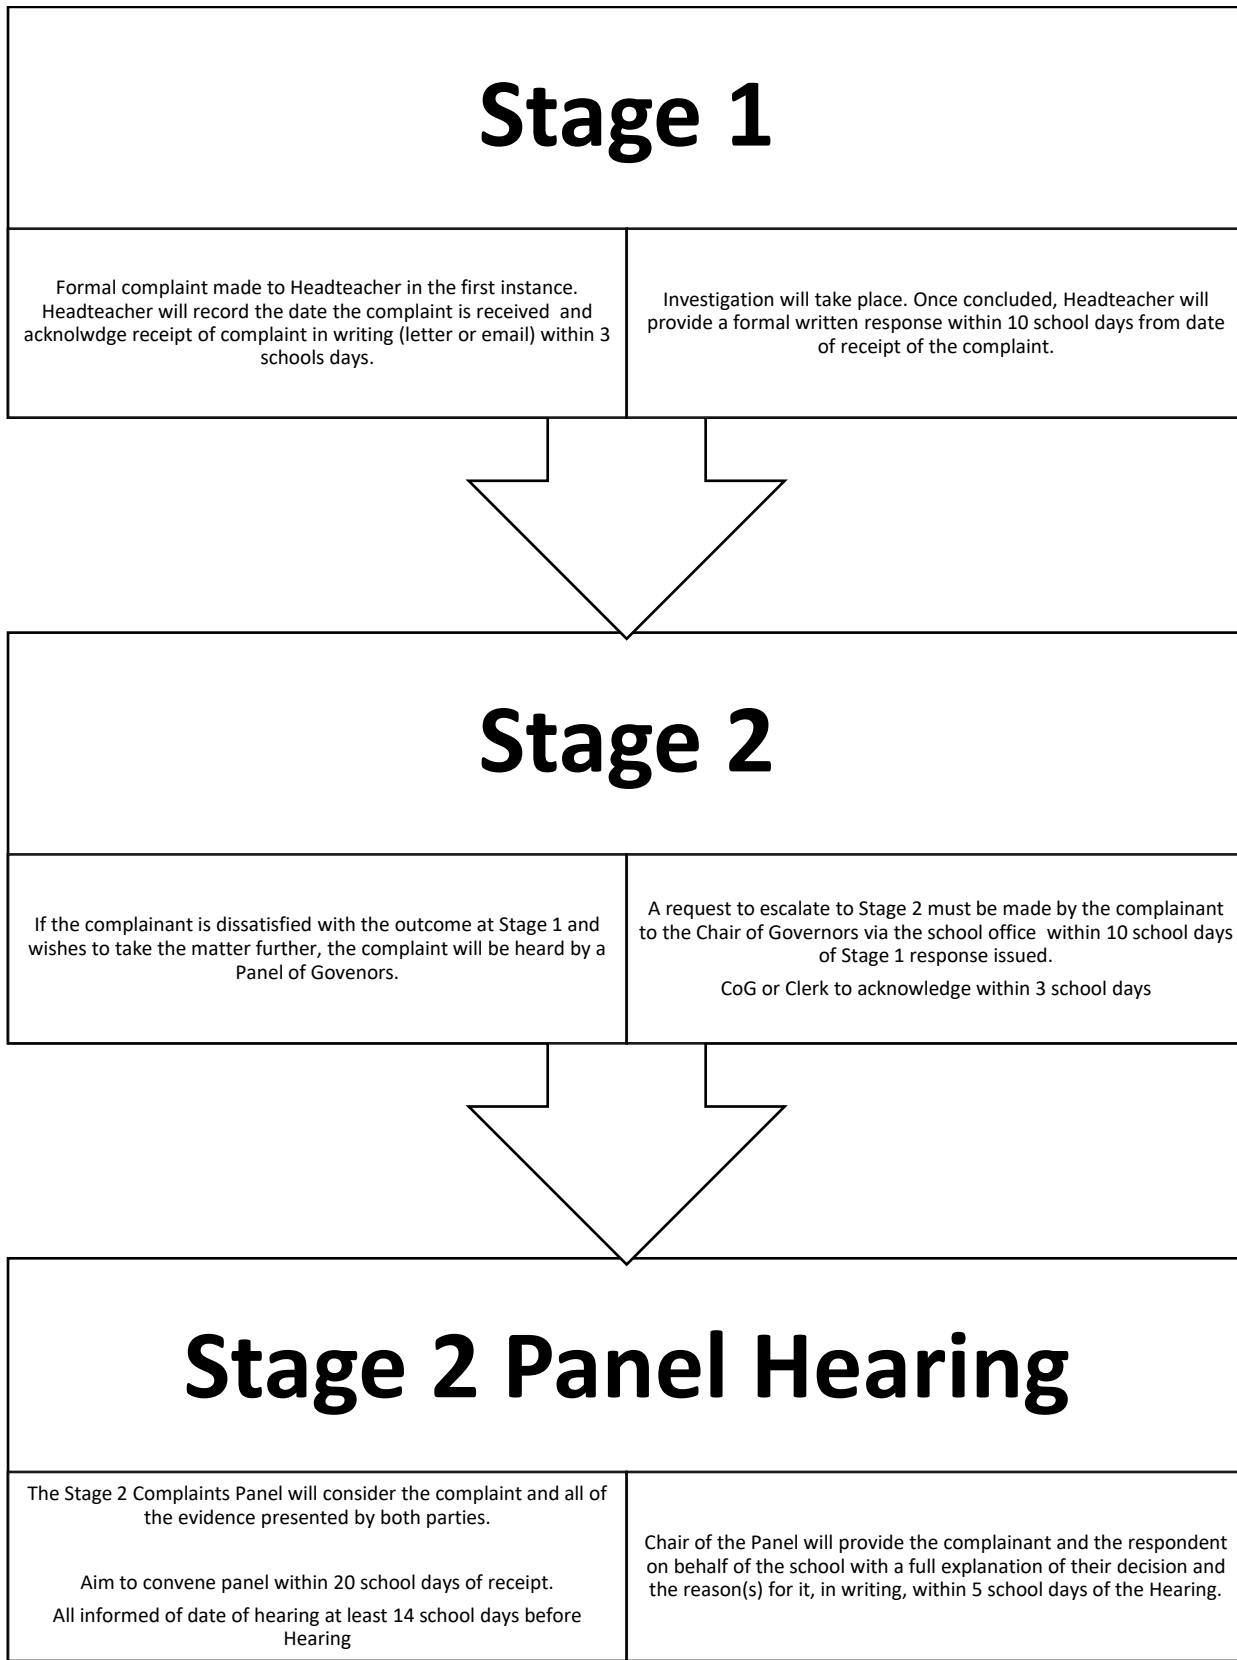 Stage 1
Formal complaint made to Headteacher in the first instance.
Headteacher will record the date the complaint is received and
acknolwdge receipt of complaint in writing (letter or email) within 3
schools days.
Investigation will take place. Once concluded, Headteacher will
provide a formal written response within 10 school days from date
of receipt of the complaint.
Stage 2
If the complainant is dissatisfied with the outcome at Stage 1 and
wishes to take the matter further, the complaint will be heard by a
Panel of Govenors.
A request to escalate to Stage 2 must be made by the complainant
to the Chair of Governors via the school office within 10 school days
of Stage 1 response issued.
CoG or Clerk to acknowledge within 3 school days
Stage 2 Panel Hearing
The Stage 2 Complaints Panel will consider the complaint and all of
the evidence presented by both parties.
Aim to convene panel within 20 school days of receipt.
All informed of date of hearing at least 14 school days before
Hearing
Chair of the Panel will provide the complainant and the respondent
on behalf of the school with a full explanation of their decision and
the reason(s) for it, in writing, within 5 school days of the Hearing.